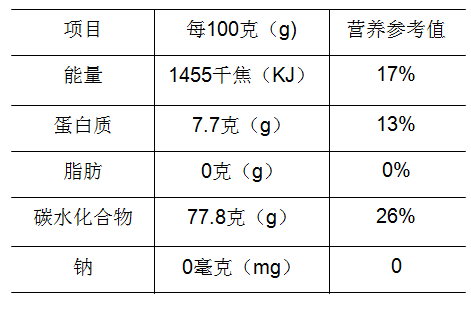 项目 每100克（g) 营养参考值
能量 1455千焦（KJ） 17%
蛋白质 7.7克（g） 13%
脂肪 0克（g） 0%
碳水化合物 77.8克（g） 26%
钠 0毫克（mg） 0